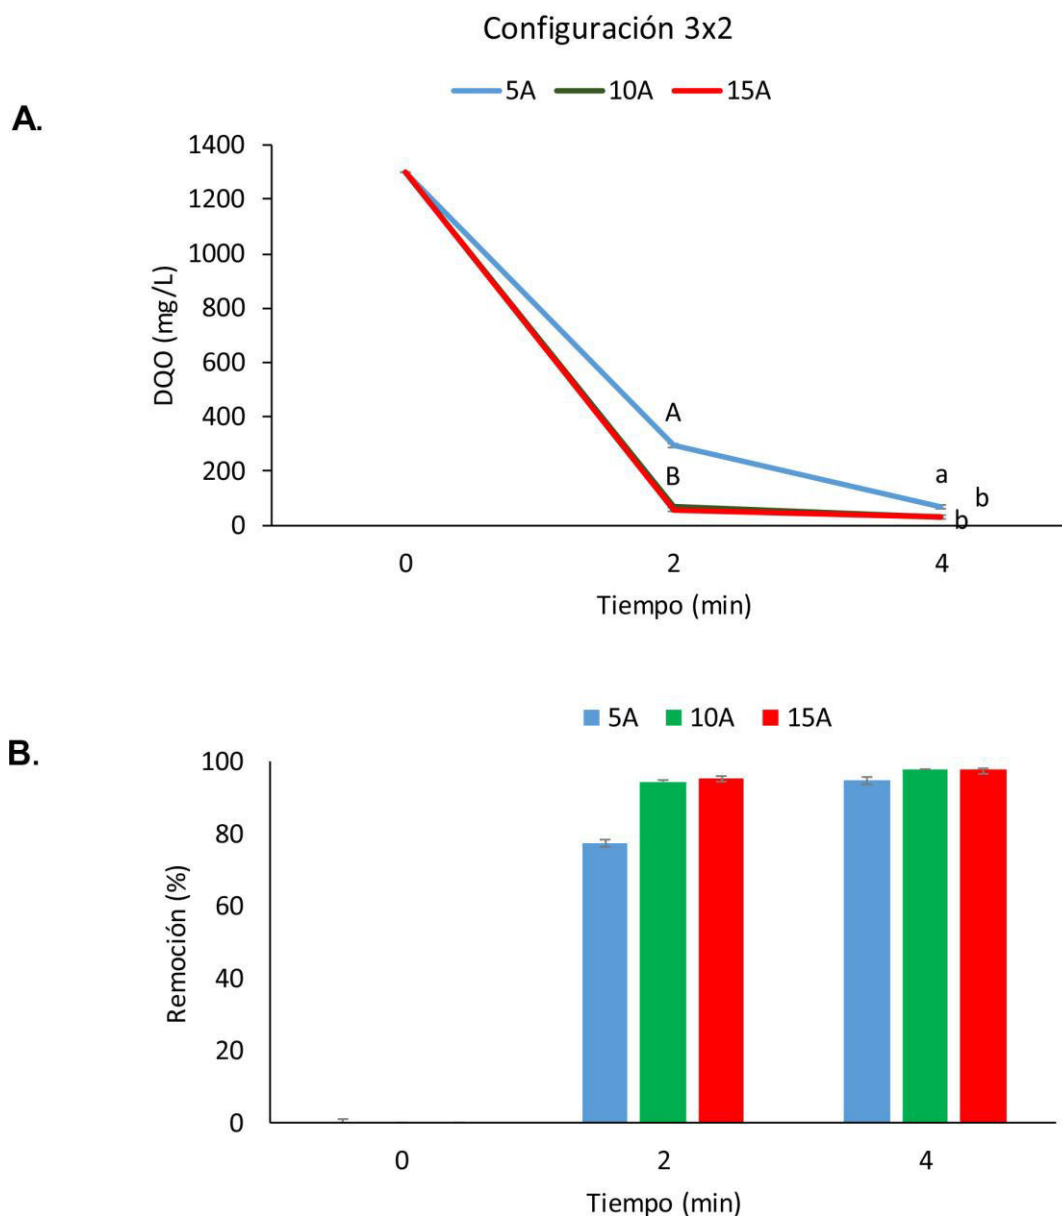 Configuración 3x2
5A 10A 15A
A.
1400
1200
1000
800
600
400
200
0
DQO (mg/L)
A
B
a
b
b
0 2 4
Tiempo (min)
5A 10A 15A
B.
100
80
60
40
20
0
Remoción (%)
0 2 4
Tiempo (min)